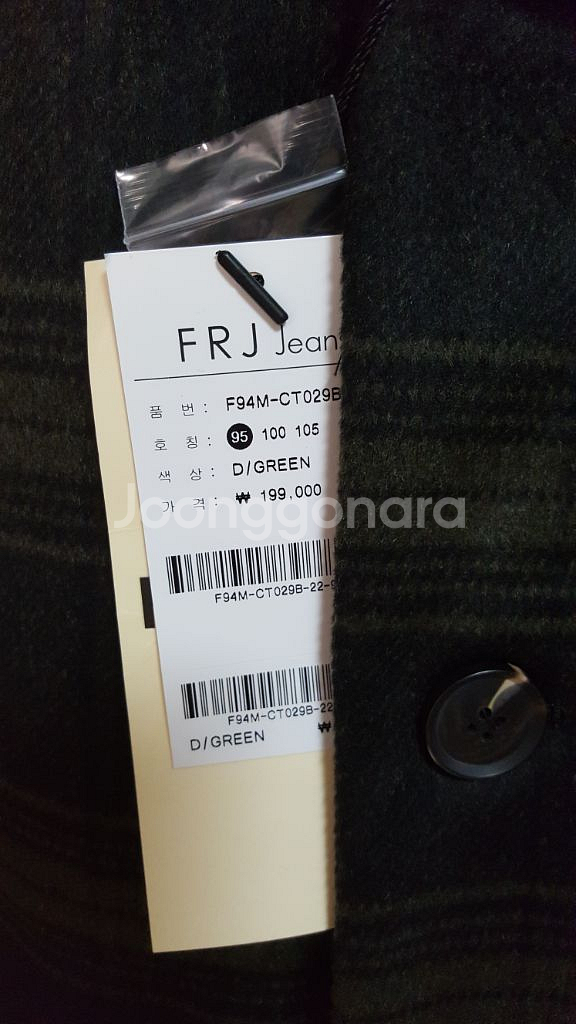 FRJ Jean
품 번 : F94M-CT029B
호 칭 : 95 100 105
색 상 : D/GREEN
가 격 : ₩ 199,000
Joonggonara
F94M-CT029B-22-9
F94M-CT029B-22
D/GREEN ₩